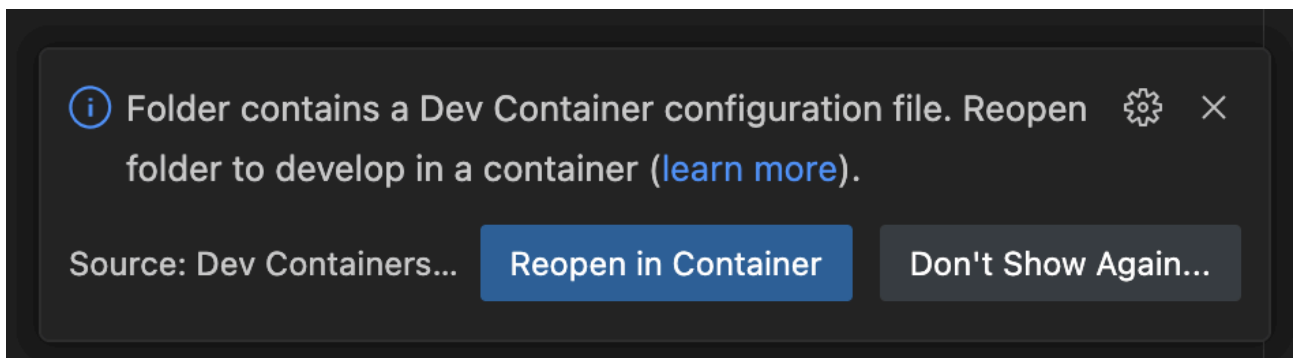 Folder contains a Dev Container configuration file. Reopen
folder to develop in a container (learn more).
Source: Dev Containers...
Reopen in Container
Don't Show Again...